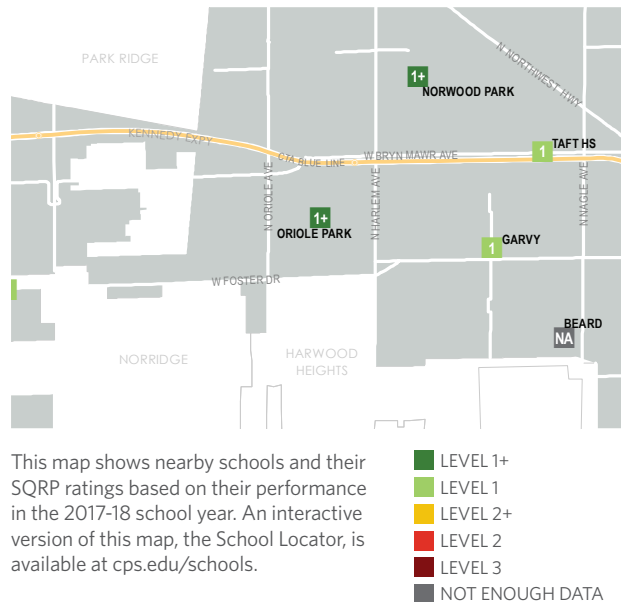 PARK RIDGE
N NORTHWEST HWY
1+
NORWOOD PARK
KENNEDY EXPY
CTA BLUE LINE
W BRYN MAWR AVE
1
TAFT HS
N ORIOLE AVE
N HARLEM AVE
N NAGLE AVE
1+
ORIOLE PARK
1
GARVY
W FOSTER DR
BEARD
NA
NORRIDGE
HARWOOD
HEIGHTS
This map shows nearby schools and their
SQRP ratings based on their performance
in the 2017-18 school year. An interactive
version of this map, the School Locator, is
available at cps.edu/schools.
LEVEL 1+
LEVEL 1
LEVEL 2+
LEVEL 2
LEVEL 3
NOT ENOUGH DATA